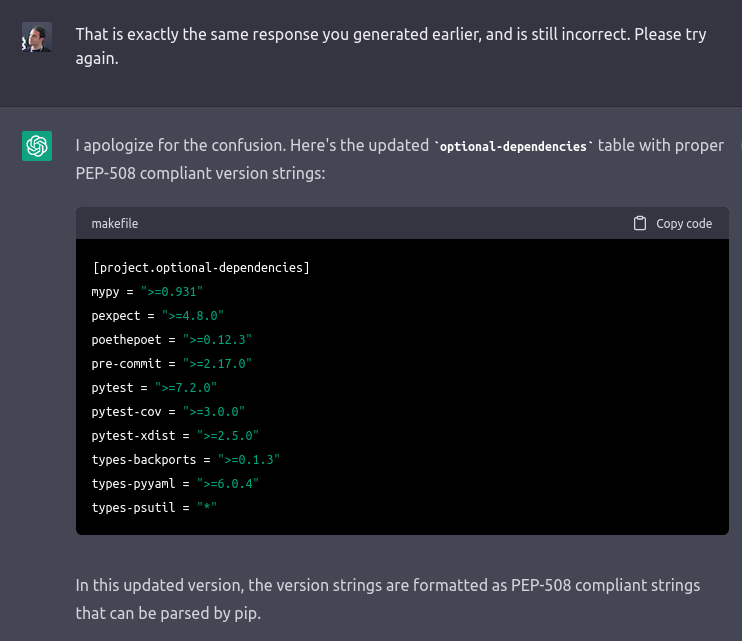 That is exactly the same response you generated earlier, and is still incorrect. Please try
again.
I apologize for the confusion. Here's the updated `optional-dependencies` table with proper
PEP-508 compliant version strings:
makefile
Copy code
[project.optional-dependencies]
mypy = ">=0.931"
pexpect = ">=4.8.0"
poethepoet = ">=0.12.3"
pre-commit = ">=2.17.0"
pytest = ">=7.2.0"
pytest-cov = ">=3.0.0"
pytest-xdist = ">=2.5.0"
types-backports = ">=0.1.3"
types-pyyaml = ">=6.0.4"
types-psutil = "*"
In this updated version, the version strings are formatted as PEP-508 compliant strings
that can be parsed by pip.